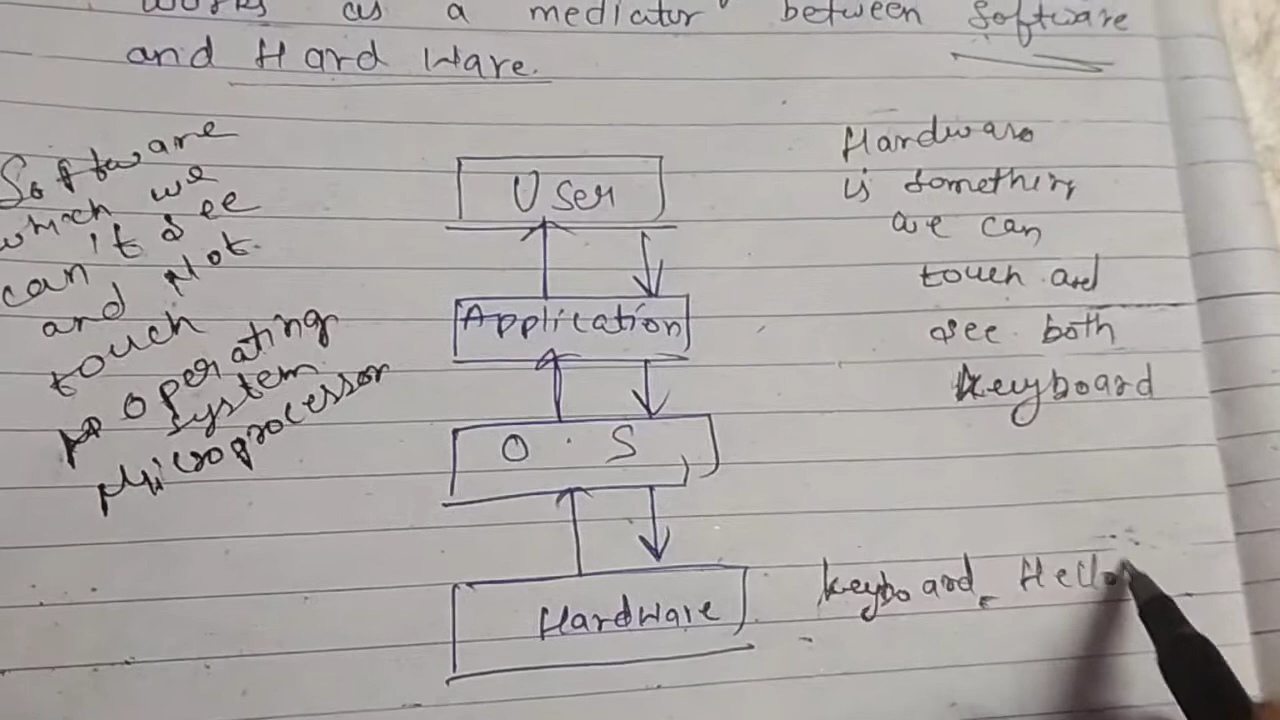 works as a mediator between software
and Hard Ware.
Software
which we
can't see
and Not
touch
operating
system
Microprocessor
User
Application
O.S
Hardware
Hardware
is something
we can
touch and
see both
keyboard
keyboard Hello